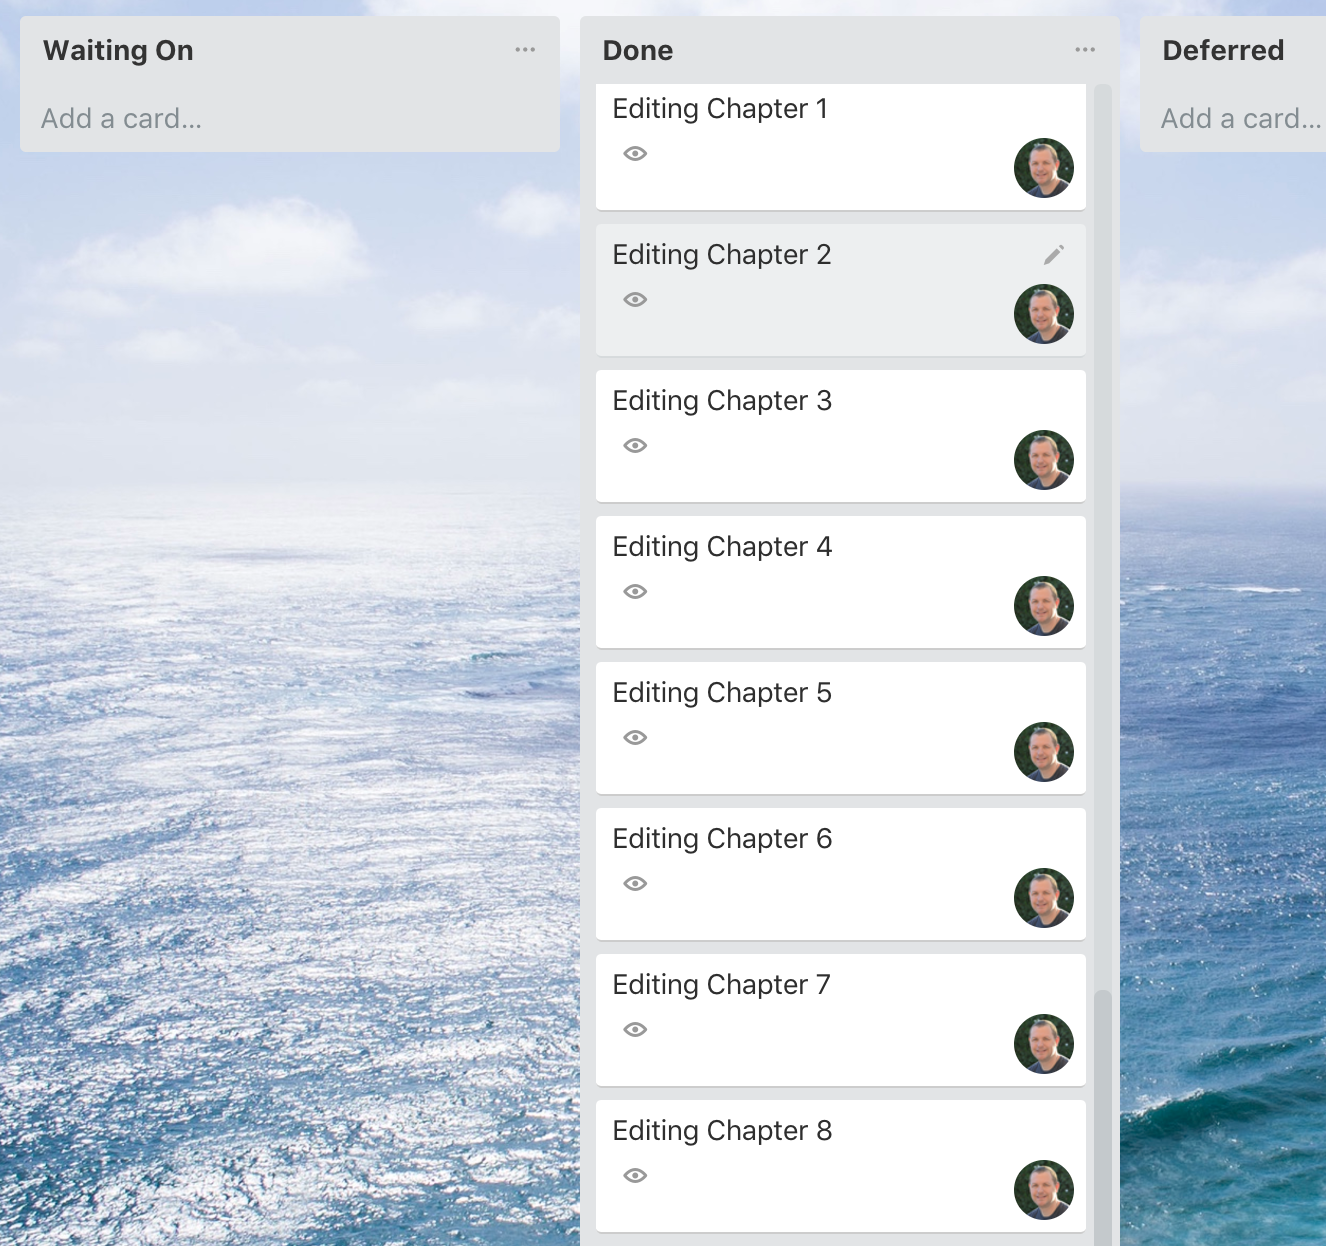 Waiting On
Add a card...
Done
Editing Chapter 1
Editing Chapter 2
Editing Chapter 3
Editing Chapter 4
Editing Chapter 5
Editing Chapter 6
Editing Chapter 7
Editing Chapter 8
Deferred
Add a card...